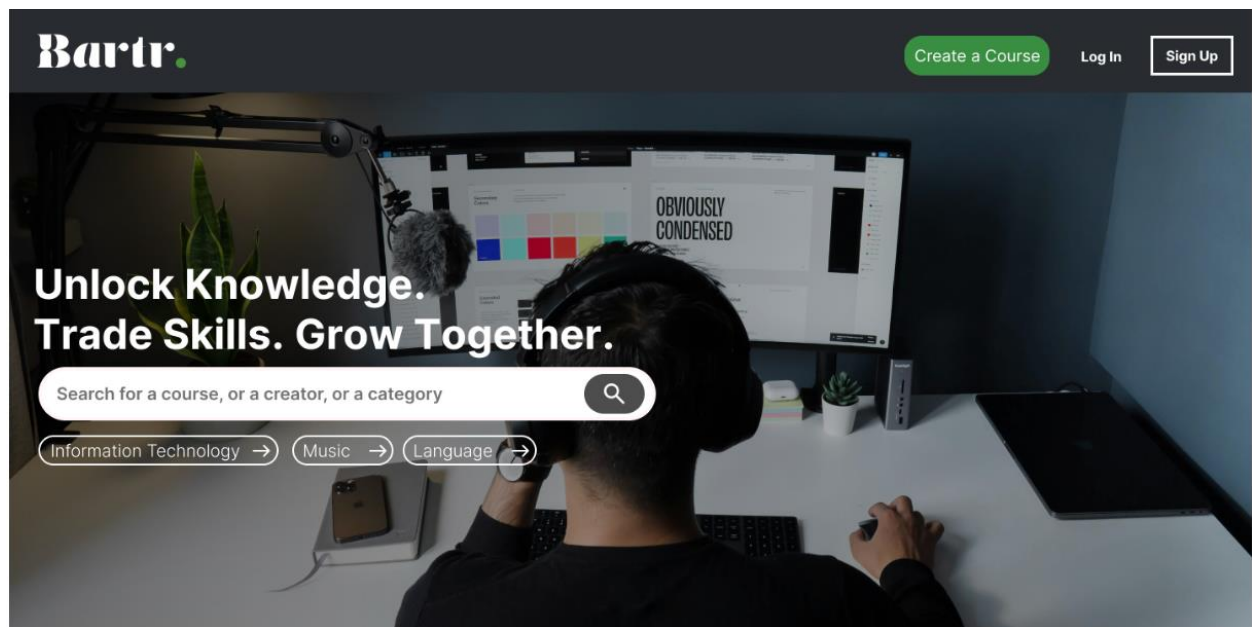 Bartr.
Create a Course
Log In
Sign Up
OBVIOUSLY
CONDENSED
Unlock Knowledge.
Trade Skills. Grow Together.
Search for a course, or a creator, or a category
Information Technology →
Music →
Language →